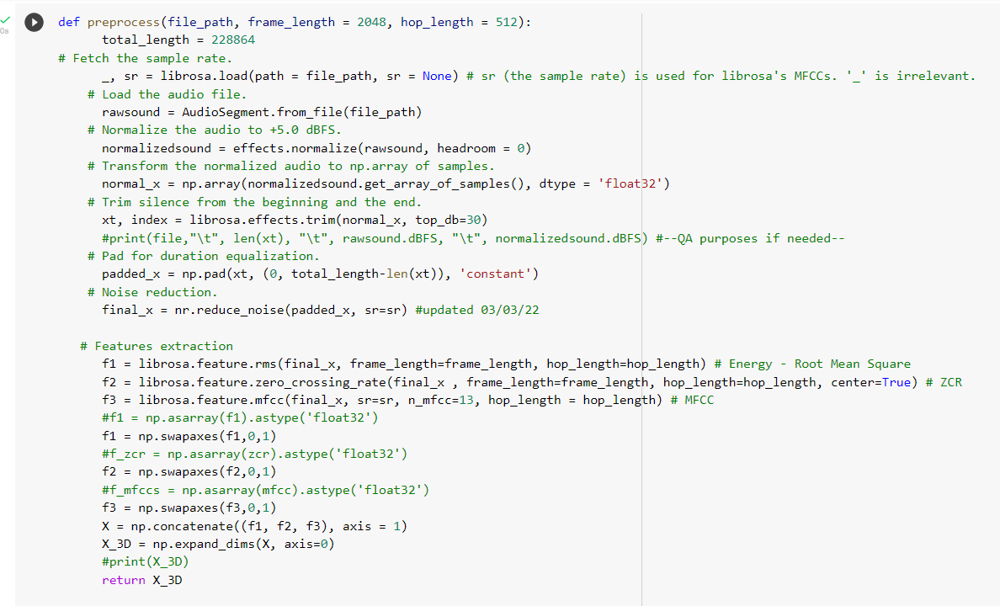 def preprocess(file_path, frame_length = 2048, hop_length = 512):
      total_length = 228864
# Fetch the sample rate.
      _, sr = librosa.load(path = file_path, sr = None) # sr (the sample rate) is used for librosa's MFCCs. '_' is irrelevant.
    # Load the audio file.
      rawsound = AudioSegment.from_file(file_path)
    # Normalize the audio to +5.0 dBFS.
      normalizedsound = effects.normalize(rawsound, headroom = 0)
    # Transform the normalized audio to np.array of samples.
      normal_x = np.array(normalizedsound.get_array_of_samples(), dtype = 'float32')
    # Trim silence from the beginning and the end.
      xt, index = librosa.effects.trim(normal_x, top_db=30)
      #print(file,"\t", len(xt), "\t", rawsound.dBFS, "\t", normalizedsound.dBFS) #--QA purposes if needed--
    # Pad for duration equalization.
      padded_x = np.pad(xt, (0, total_length-len(xt)), 'constant')
    # Noise reduction.
      final_x = nr.reduce_noise(padded_x, sr=sr) #updated 03/03/22
   # Features extraction
      f1 = librosa.feature.rms(final_x, frame_length=frame_length, hop_length=hop_length) # Energy - Root Mean Square
      f2 = librosa.feature.zero_crossing_rate(final_x , frame_length=frame_length, hop_length=hop_length, center=True) # ZCR
      f3 = librosa.feature.mfcc(final_x, sr=sr, n_mfcc=13, hop_length = hop_length) # MFCC
      #f1 = np.asarray(f1).astype('float32')
      f1 = np.swapaxes(f1,0,1)
      #f_zcr = np.asarray(zcr).astype('float32')
      f2 = np.swapaxes(f2,0,1)
      #f_mfccs = np.asarray(mfcc).astype('float32')
      f3 = np.swapaxes(f3,0,1)
      X = np.concatenate((f1, f2, f3), axis = 1)
      X_3D = np.expand_dims(X, axis=0)
      #print(X_3D)
      return X_3D
0s